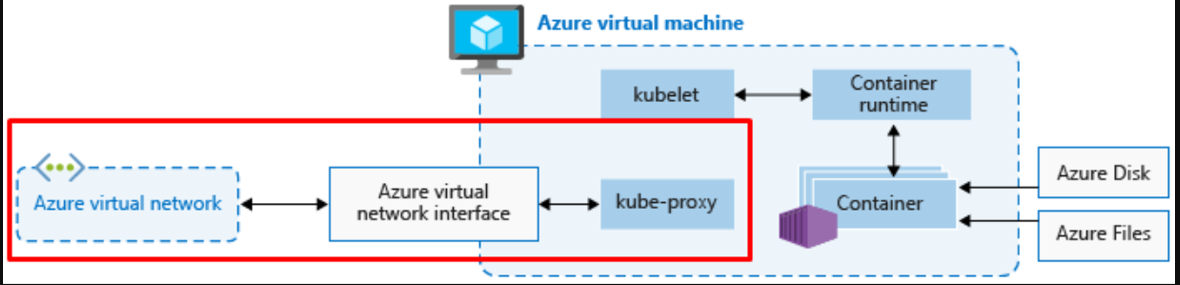 Azure virtual machine
kubelet
Container
runtime
Azure virtual network
Azure virtual
network interface
kube-proxy
Container
Azure Disk
Azure Files